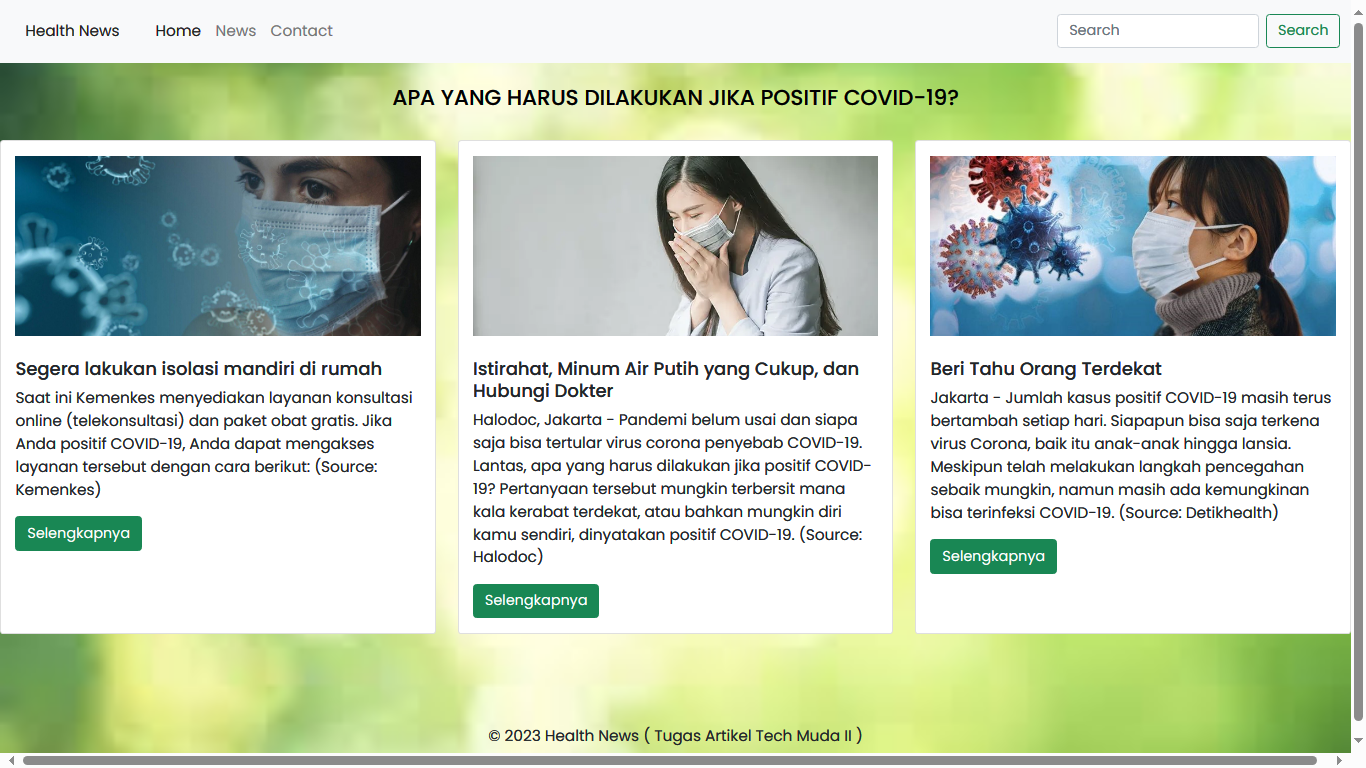 Health News Home News Contact Search Search
APA YANG HARUS DILAKUKAN JIKA POSITIF COVID-19?
Segera lakukan isolasi mandiri di rumah
Saat ini Kemenkes menyediakan layanan konsultasi
online (telekonsultasi) dan paket obat gratis. Jika
Anda positif COVID-19, Anda dapat mengakses
layanan tersebut dengan cara berikut: (Source:
Kemenkes)
Selengkapnya
Istirahat, Minum Air Putih yang Cukup, dan
Hubungi Dokter
Halodoc, Jakarta - Pandemi belum usai dan siapa
saja bisa tertular virus corona penyebab COVID-19.
Lantas, apa yang harus dilakukan jika positif COVID-
19? Pertanyaan tersebut mungkin terbersit mana
kala kerabat terdekat, atau bahkan mungkin diri
kamu sendiri, dinyatakan positif COVID-19. (Source:
Halodoc)
Selengkapnya
Beri Tahu Orang Terdekat
Jakarta - Jumlah kasus positif COVID-19 masih terus
bertambah setiap hari. Siapapun bisa saja terkena
virus Corona, baik itu anak-anak hingga lansia.
Meskipun telah melakukan langkah pencegahan
sebaik mungkin, namun masih ada kemungkinan
bisa terinfeksi COVID-19. (Source: Detikhealth)
Selengkapnya
© 2023 Health News ( Tugas Artikel Tech Muda II )